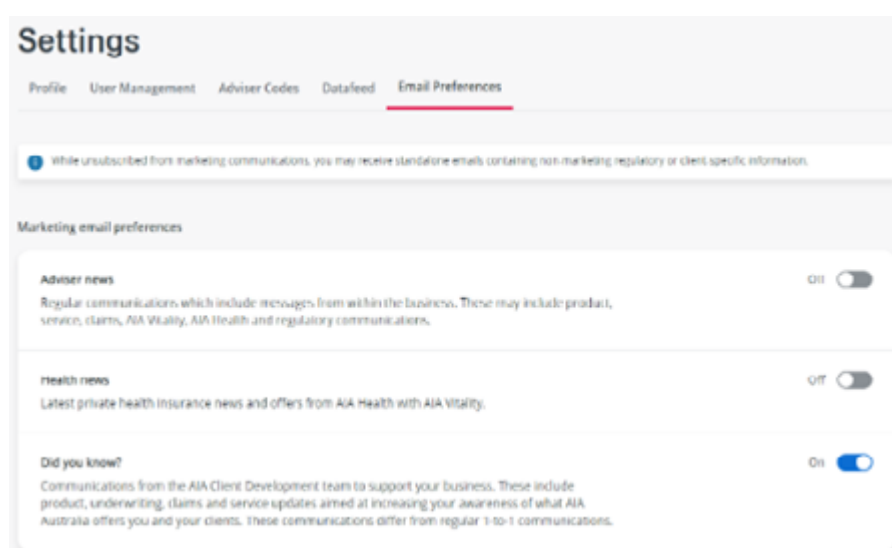 Settings
Profile User Management Adviser Codes Datafeed Email Preferences
While unsubscribed from marketing communications, you may receive standalone emails containing non-marketing regulatory or client specific information.
Marketing email preferences
Adviser news
Off
Regular communications which include messages from within the business. These may include product,
service, claims, AIA Vitality, AIA Health and regulatory communications.
Health news
Off
Latest private health insurance news and offers from AIA Health with AIA Vitality.
Did you know?
On
Communications from the AIA Client Development team to support your business. These include
product, underwriting, claims and service updates aimed at increasing your awareness of what AIA
Australia offers you and your clients. These communications differ from regular 1-to-1 communications.